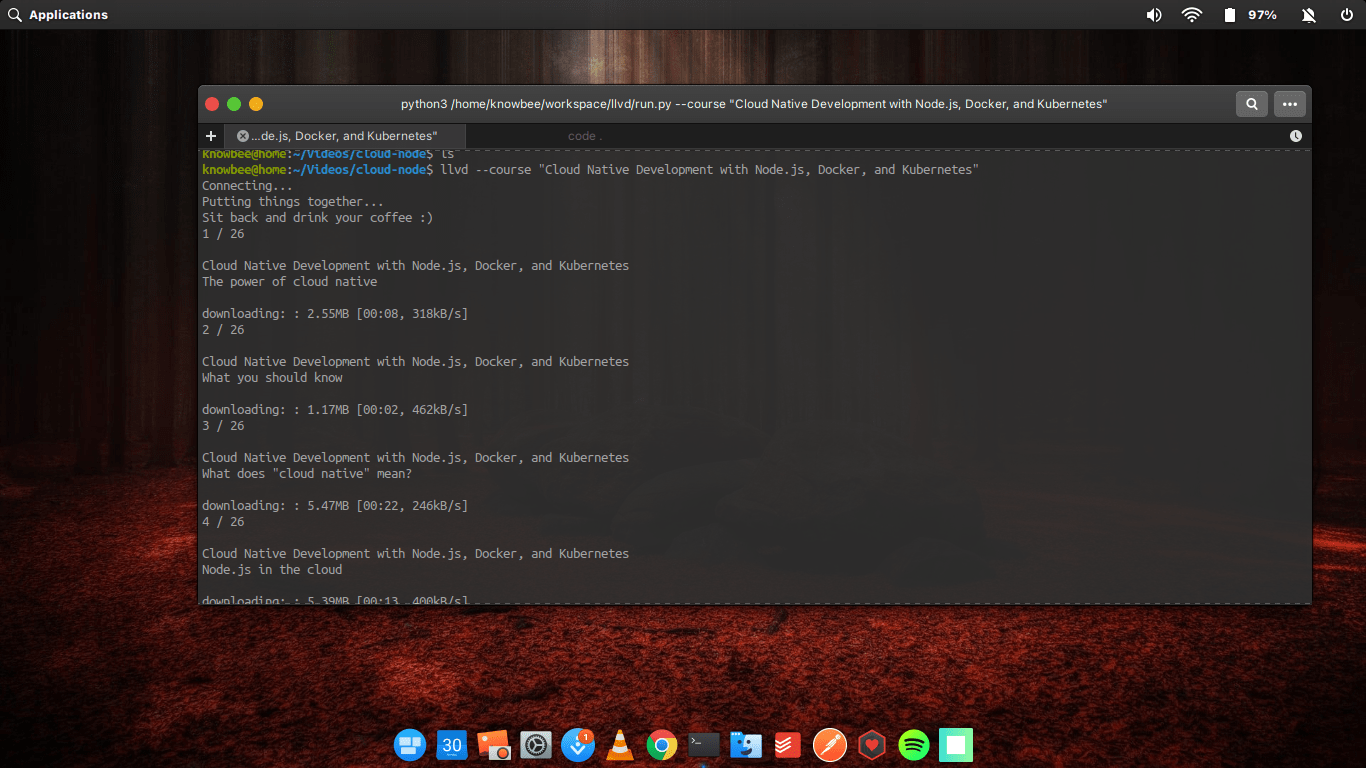 Applications
97%
python3 /home/knowbee/workspace/llvd/run.py --course "Cloud Native Development with Node.js, Docker, and Kubernetes"
...de.js, Docker, and Kubernetes"
code .
knowbee@home:~/Videos/cloud-node$ ls
knowbee@home:~/Videos/cloud-node$ llvd --course "Cloud Native Development with Node.js, Docker, and Kubernetes"
Connecting...
Putting things together...
Sit back and drink your coffee :)
1 / 26
Cloud Native Development with Node.js, Docker, and Kubernetes
The power of cloud native
downloading: : 2.55MB [00:08, 318kB/s]
2 / 26
Cloud Native Development with Node.js, Docker, and Kubernetes
What you should know
downloading: : 1.17MB [00:02, 462kB/s]
3 / 26
Cloud Native Development with Node.js, Docker, and Kubernetes
What does "cloud native" mean?
downloading: : 5.47MB [00:22, 246kB/s]
4 / 26
Cloud Native Development with Node.js, Docker, and Kubernetes
Node.js in the cloud
downloading: : 5.39MB [00:13, 400kB/s]
30
1